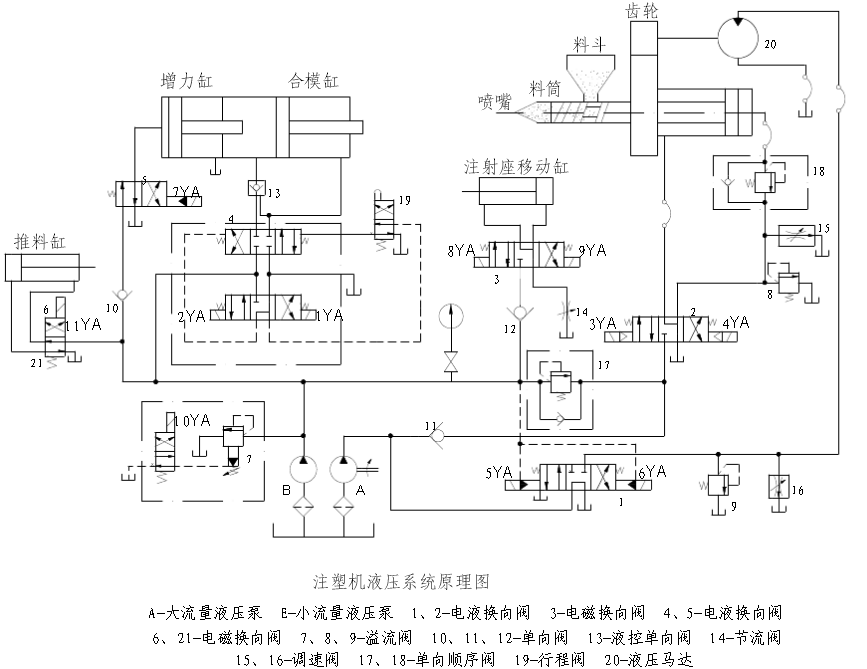 齿轮
20
料斗
增力缸
合模缸
料筒
喷嘴
注射座移动缸
18
5
7YA
13
19
4
15
推料缸
8YA
9YA
3
8
10
6
11YA
2YA
1YA
12
14
3YA
2
4YA
21
17
10YA
7
11
B
A
5YA
6YA
1
9
16
注塑机液压系统原理图
A-大流量液压泵 B-小流量液压泵 1、2-电液换向阀 3-电磁换向阀 4、5-电液换向阀
6、21-电磁换向阀 7、8、9-溢流阀 10、11、12-单向阀 13-液控单向阀 14-节流阀
15、16-调速阀 17、18-单向顺序阀 19-行程阀 20-液压马达